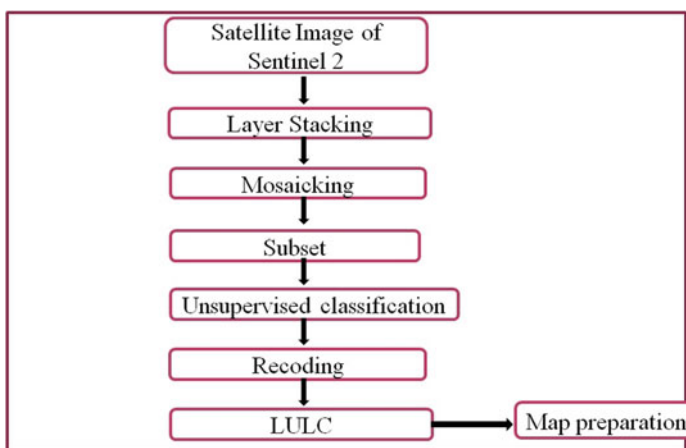 Satellite Image of
Sentinel 2
Layer Stacking
Mosaicking
Subset
Unsupervised classification
Recoding
LULC
Map preparation